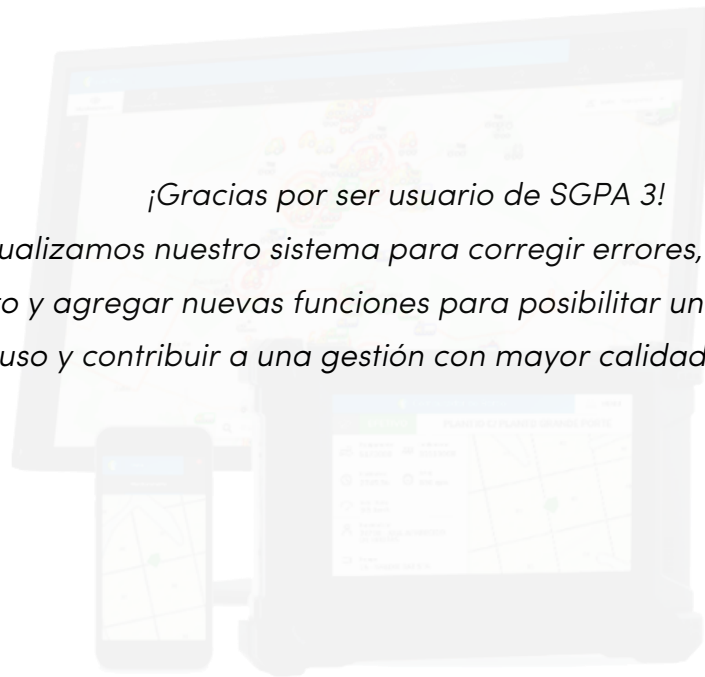 ¡Gracias por ser usuario de SGPA 3!
ualizamos nuestro sistema para corregir errores,
o y agregar nuevas funciones para posibilitar un
uso y contribuir a una gestión con mayor calidad